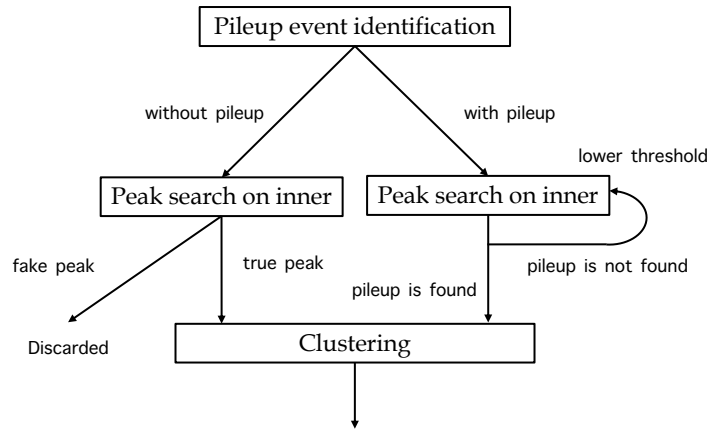 Pileup event identification
without pileup
with pileup
lower threshold
Peak search on inner
Peak search on inner
fake peak
true peak
pileup is found
pileup is not found
Discarded
Clustering